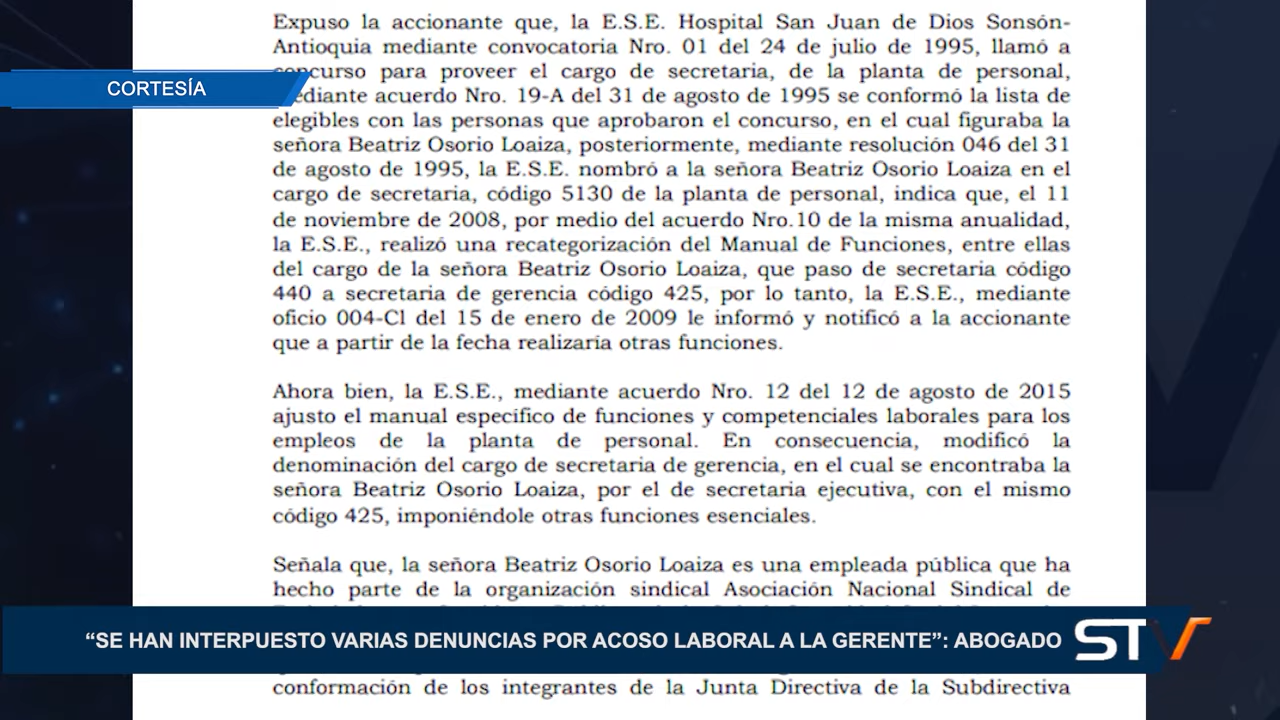 Expuso la accionante que, la E.S.E. Hospital San Juan de Dios Sonsón-
Antioquia mediante convocatoria Nro. 01 del 24 de julio de 1995, llamó a
concurso para proveer el cargo de secretaria, de la planta de personal,
CORTESÍA
mediante acuerdo Nro. 19-A del 31 de agosto de 1995 se conformó la lista de
elegibles con las personas que aprobaron el concurso, en el cual figuraba la
señora Beatriz Osorio Loaiza, posteriormente, mediante resolución 046 del 31
de agosto de 1995, la E.S.E. nombró a la señora Beatriz Osorio Loaiza en el
cargo de secretaria, código 5130 de la planta de personal, indica que, el 11
de noviembre de 2008, por medio del acuerdo Nro.10 de la misma anualidad,
la E.S.E., realizó una recategorización del Manual de Funciones, entre ellas
del cargo de la señora Beatriz Osorio Loaiza, que paso de secretaria código
440 a secretaria de gerencia código 425, por lo tanto, la E.S.E., mediante
oficio 004-Cl del 15 de enero de 2009 le informó y notificó a la accionante
que a partir de la fecha realizaría otras funciones.
Ahora bien, la E.S.E., mediante acuerdo Nro. 12 del 12 de agosto de 2015
ajusto el manual específico de funciones y competenciales laborales para los
empleos de la planta de personal. En consecuencia, modificó la
denominación del cargo de secretaria de gerencia, en el cual se encontraba la
señora Beatriz Osorio Loaiza, por el de secretaria ejecutiva, con el mismo
código 425, imponiéndole otras funciones esenciales.
Señala que, la señora Beatriz Osorio Loaiza es una empleada pública que ha
hecho parte de la organización sindical Asociación Nacional Sindical de
“SE HAN INTERPUESTO VARIAS DENUNCIAS POR ACOSO LABORAL A LA GERENTE”: ABOGADO
STV
conformación de los integrantes de la Junta Directiva de la Subdirectiva